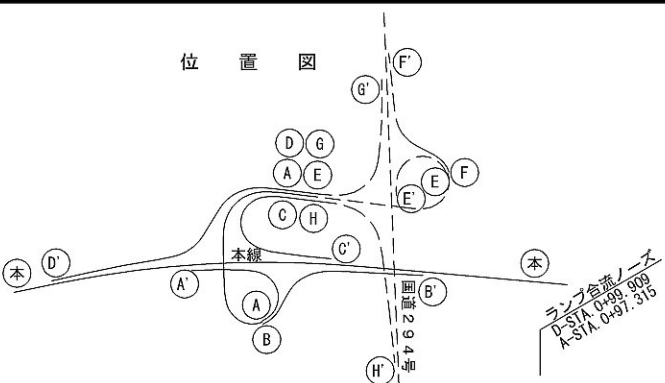 位置図
F'
G'
D G
A E
E F
E'
C H
本線
C'
本 D'
本
A'
A
B'
B
国道294号
H'
ランプ合流ノーズ
D-STA. 0+99.909
A-STA. 0+97.315